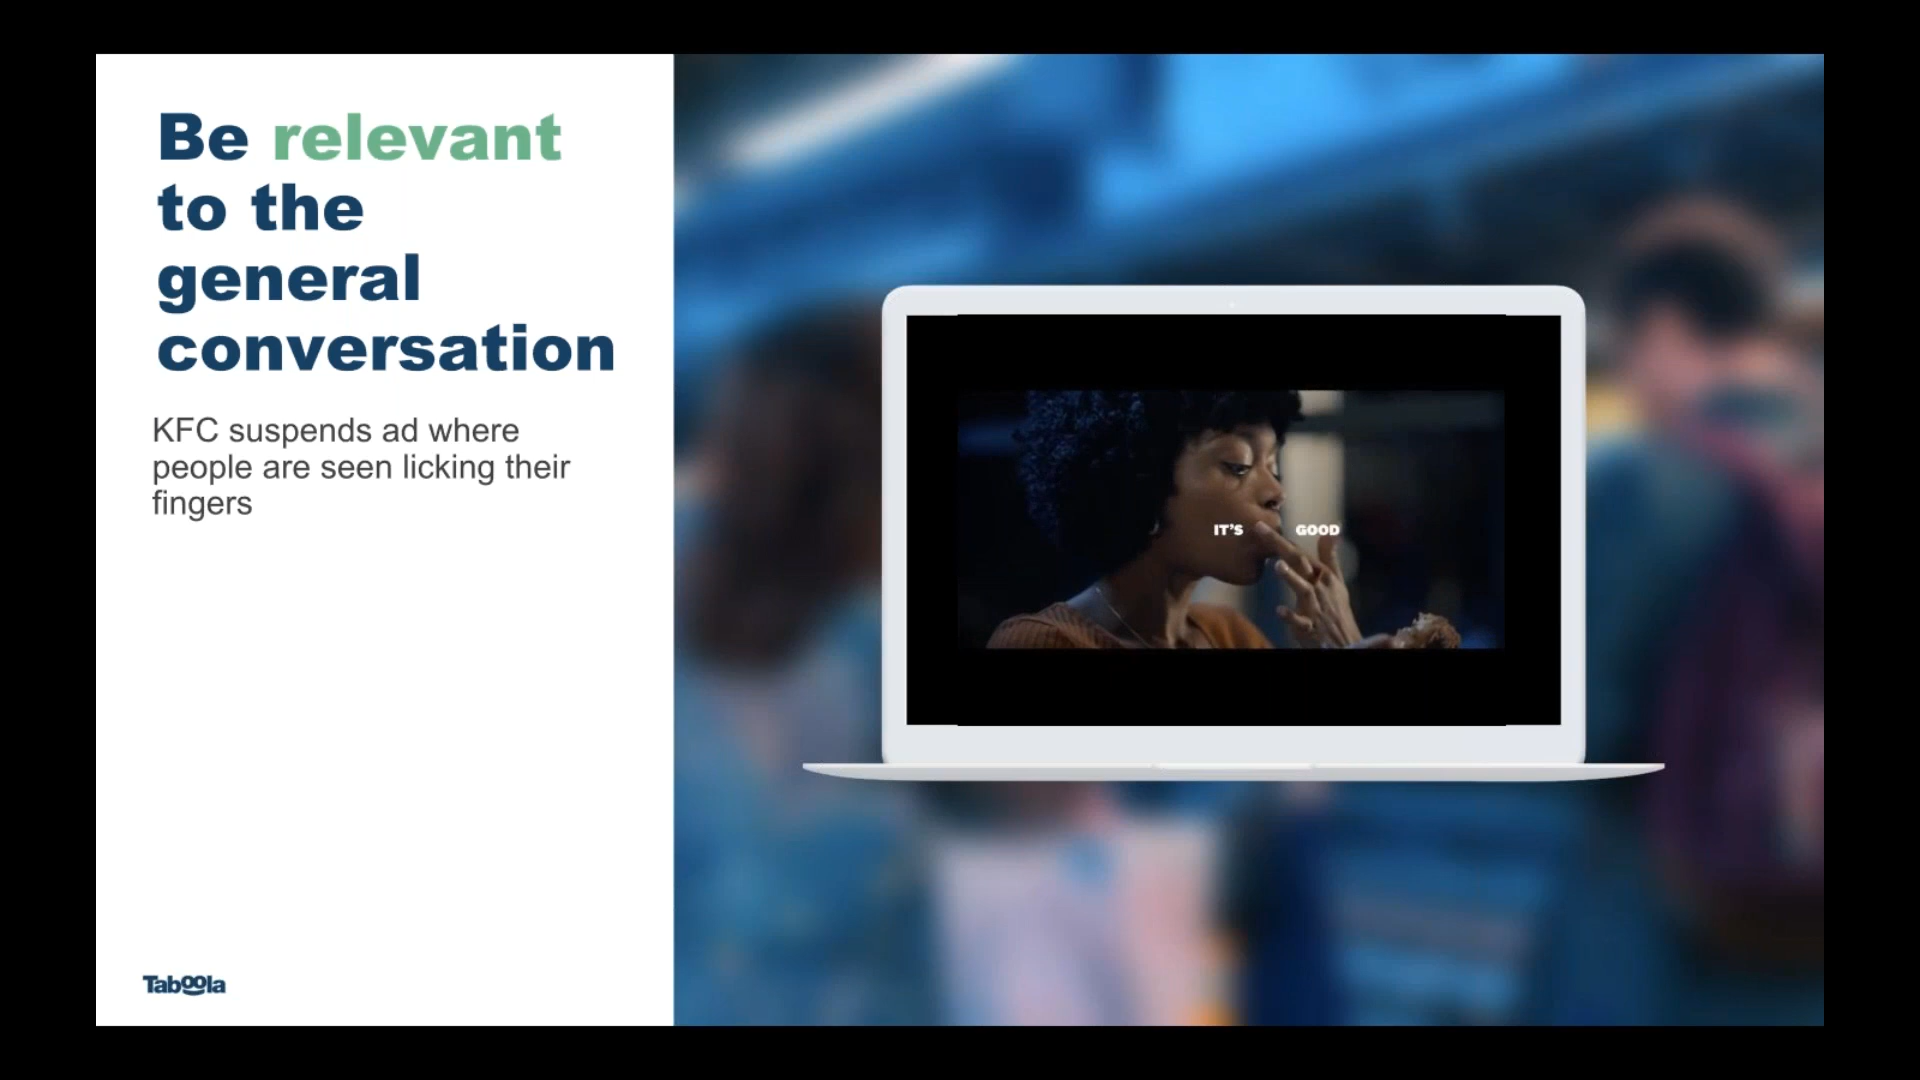 Be relevant
to the
general
conversation
KFC suspends ad where
people are seen licking their
fingers
IT'S GOOD
Taboola